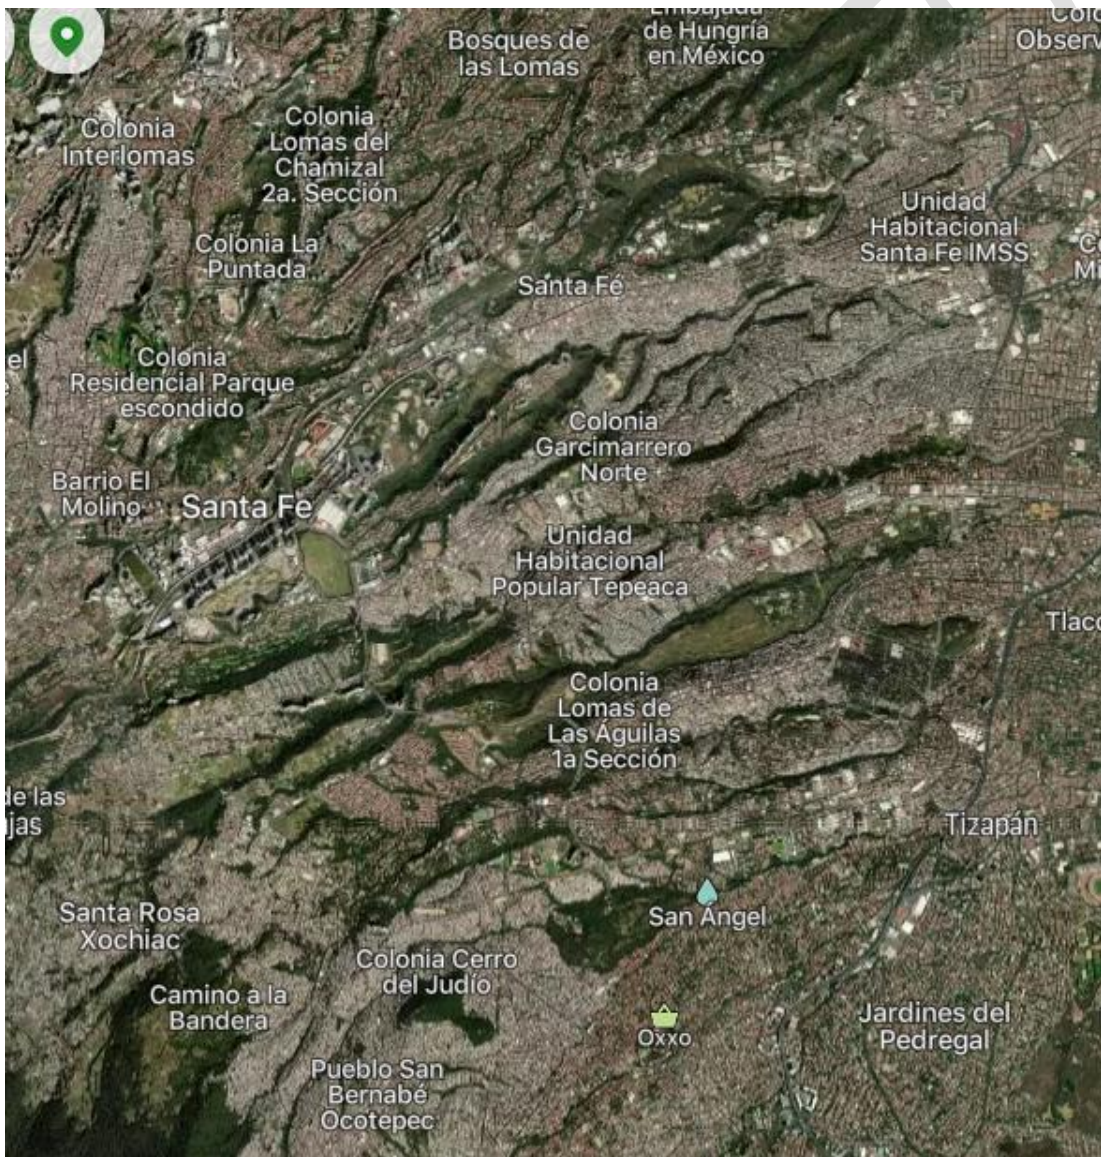 Embajada
de Hungría
en México
Bosques de
las Lomas
Colonia
Interlomas
Colonia
Lomas del
Chamizal
2a. Sección
Unidad
Habitacional
Santa Fe IMSS
Colonia La
Puntada
Santa Fé
Colonia
Residencial Parque
escondido
Colonia
Garcimarrero
Norte
Barrio El
Molino
Santa Fe
Unidad
Habitacional
Popular Tepeaca
Colonia
Lomas de
Las Águilas
1a Sección
de las
Tizapán
San Ángel
Santa Rosa
Xochiac
Colonia Cerro
del Judío
Camino a la
Bandera
Oxxo
Jardines del
Pedregal
Pueblo San
Bernabé
Ocotepec